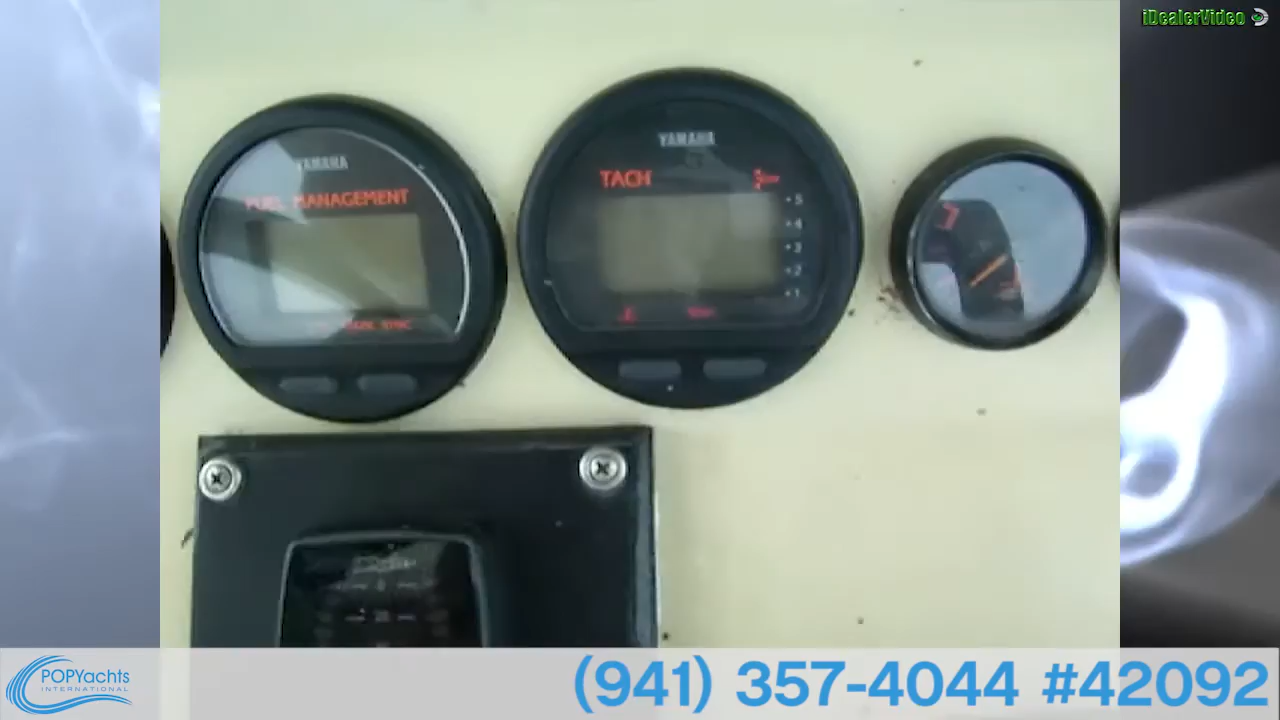 iDealerVideo
YAMAHA
FUEL MANAGEMENT
YAMAHA
TACH
5
4
3
2
1
POPYachts
INTERNATIONAL
(941) 357-4044 #42092